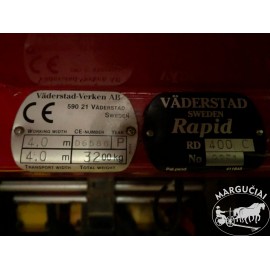 Väderstad-Verken AB
590 21 Väderstad
Sweden
CE
Working width CE-number Year
4.0 m P
4.0 m 3200 kg
Transport width Total weight
VÄDERSTAD
SWEDEN
Rapid
RD 400 C
No
MARGUČIAI